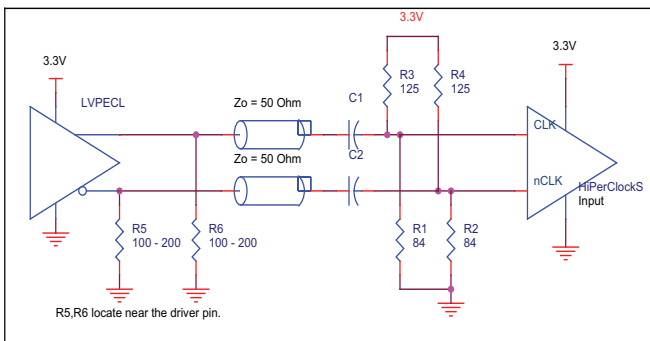 3.3V
3.3V
3.3V
LVPECL
R3
125
R4
125
Zo = 50 Ohm
C1
CLK
Zo = 50 Ohm
C2
nCLK
HiPerClockS
Input
R5
100 - 200
R6
100 - 200
R1
84
R2
84
R5,R6 locate near the driver pin.